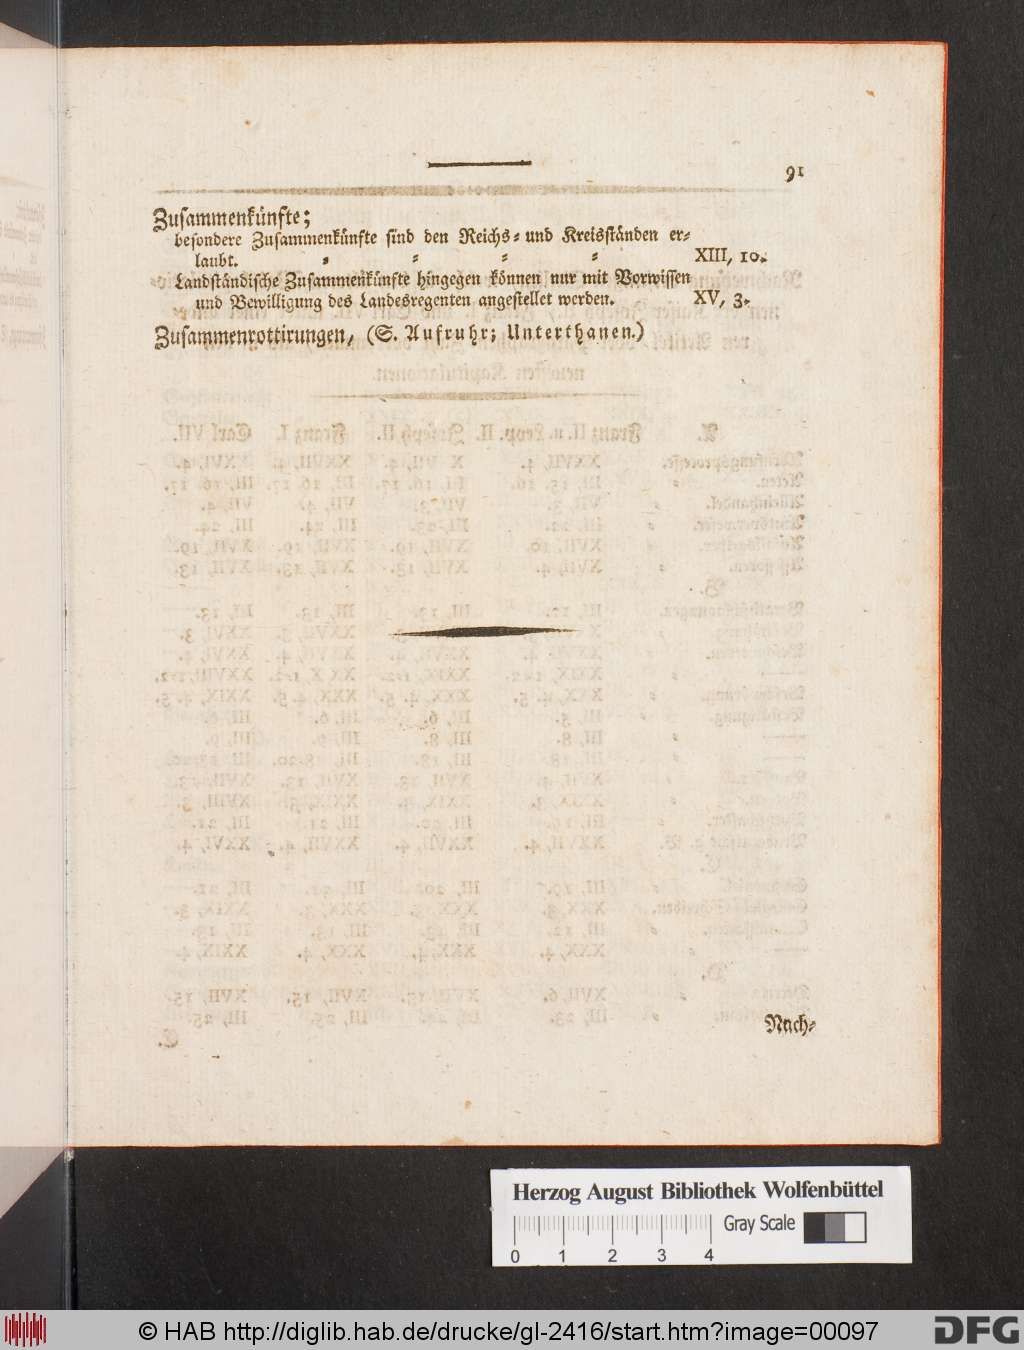 91
Zusammenkünfte;
besondere Zusammenkünfte sind den Reichs⸗ und Kreisständen er⸗
laubt. ⸗ ⸗ ⸗ ⸗ XIII, 10.
Landständische Zusammenkünfte hingegen können nur mit Vorwissen
und Bewilligung des Landesregenten angestellet werden. XV, 3.
Zusammenrottirungen, (S. Aufruhr; Unterthanen.)
Nach⸗
Herzog August Bibliothek Wolfenbüttel
Gray Scale
0 1 2 3 4
© HAB http://diglib.hab.de/drucke/gl-2416/start.htm?image=00097
DFG